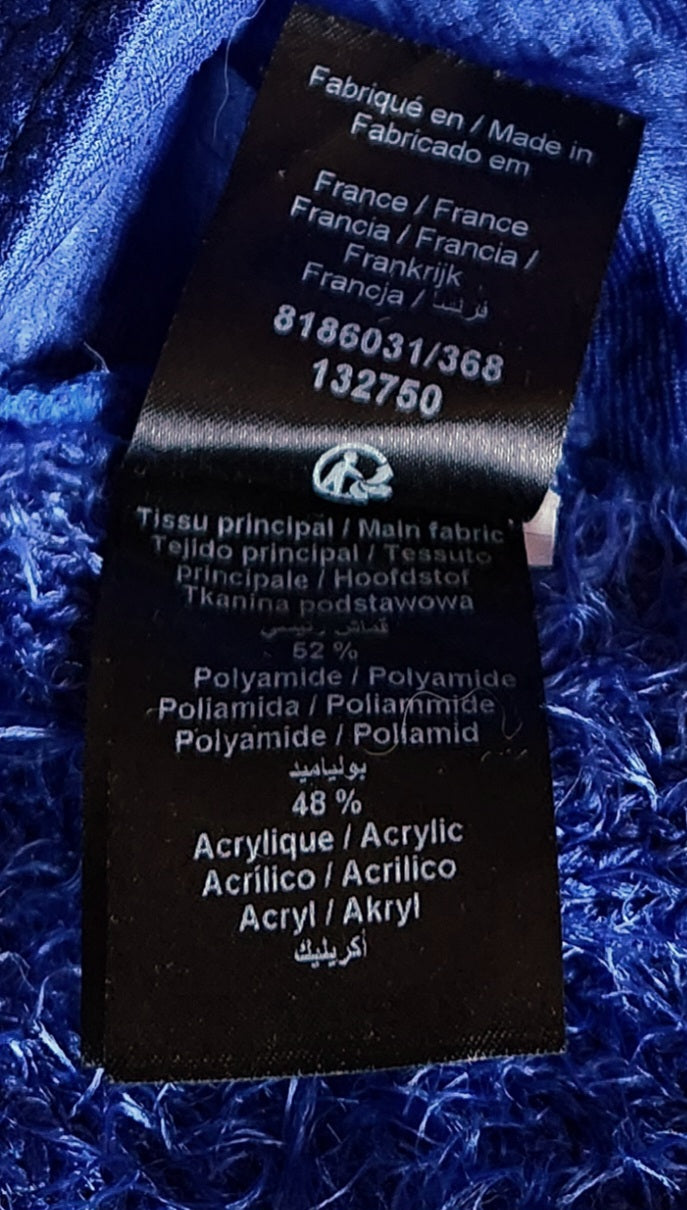 Fabriqué en / Made in
Fabricado em
France / France
Francia / Francia /
Frankrijk
Francja / فرنسا
8186031/368
132750
Tissu principal / Main fabric
Tejido principal / Tessuto
principale / Hoofdstof
Tkanina podstawowa
قماش رئيسي
52 %
Polyamide / Polyamide
Poliamida / Poliammide
Polyamide / Poliamid
بولياميد
48 %
Acrylique / Acrylic
Acrílico / Acrilico
Acryl / Akryl
أكريليك